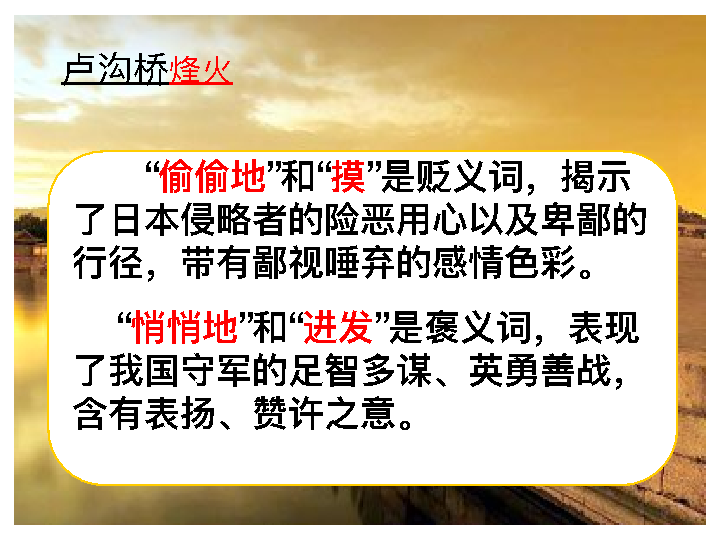 卢沟桥烽火
“偷偷地”和“摸”是贬义词，揭示
了日本侵略者的险恶用心以及卑鄙的
行径，带有鄙视唾弃的感情色彩。
“悄悄地”和“进发”是褒义词，表现
了我国守军的足智多谋、英勇善战，
含有表扬、赞许之意。